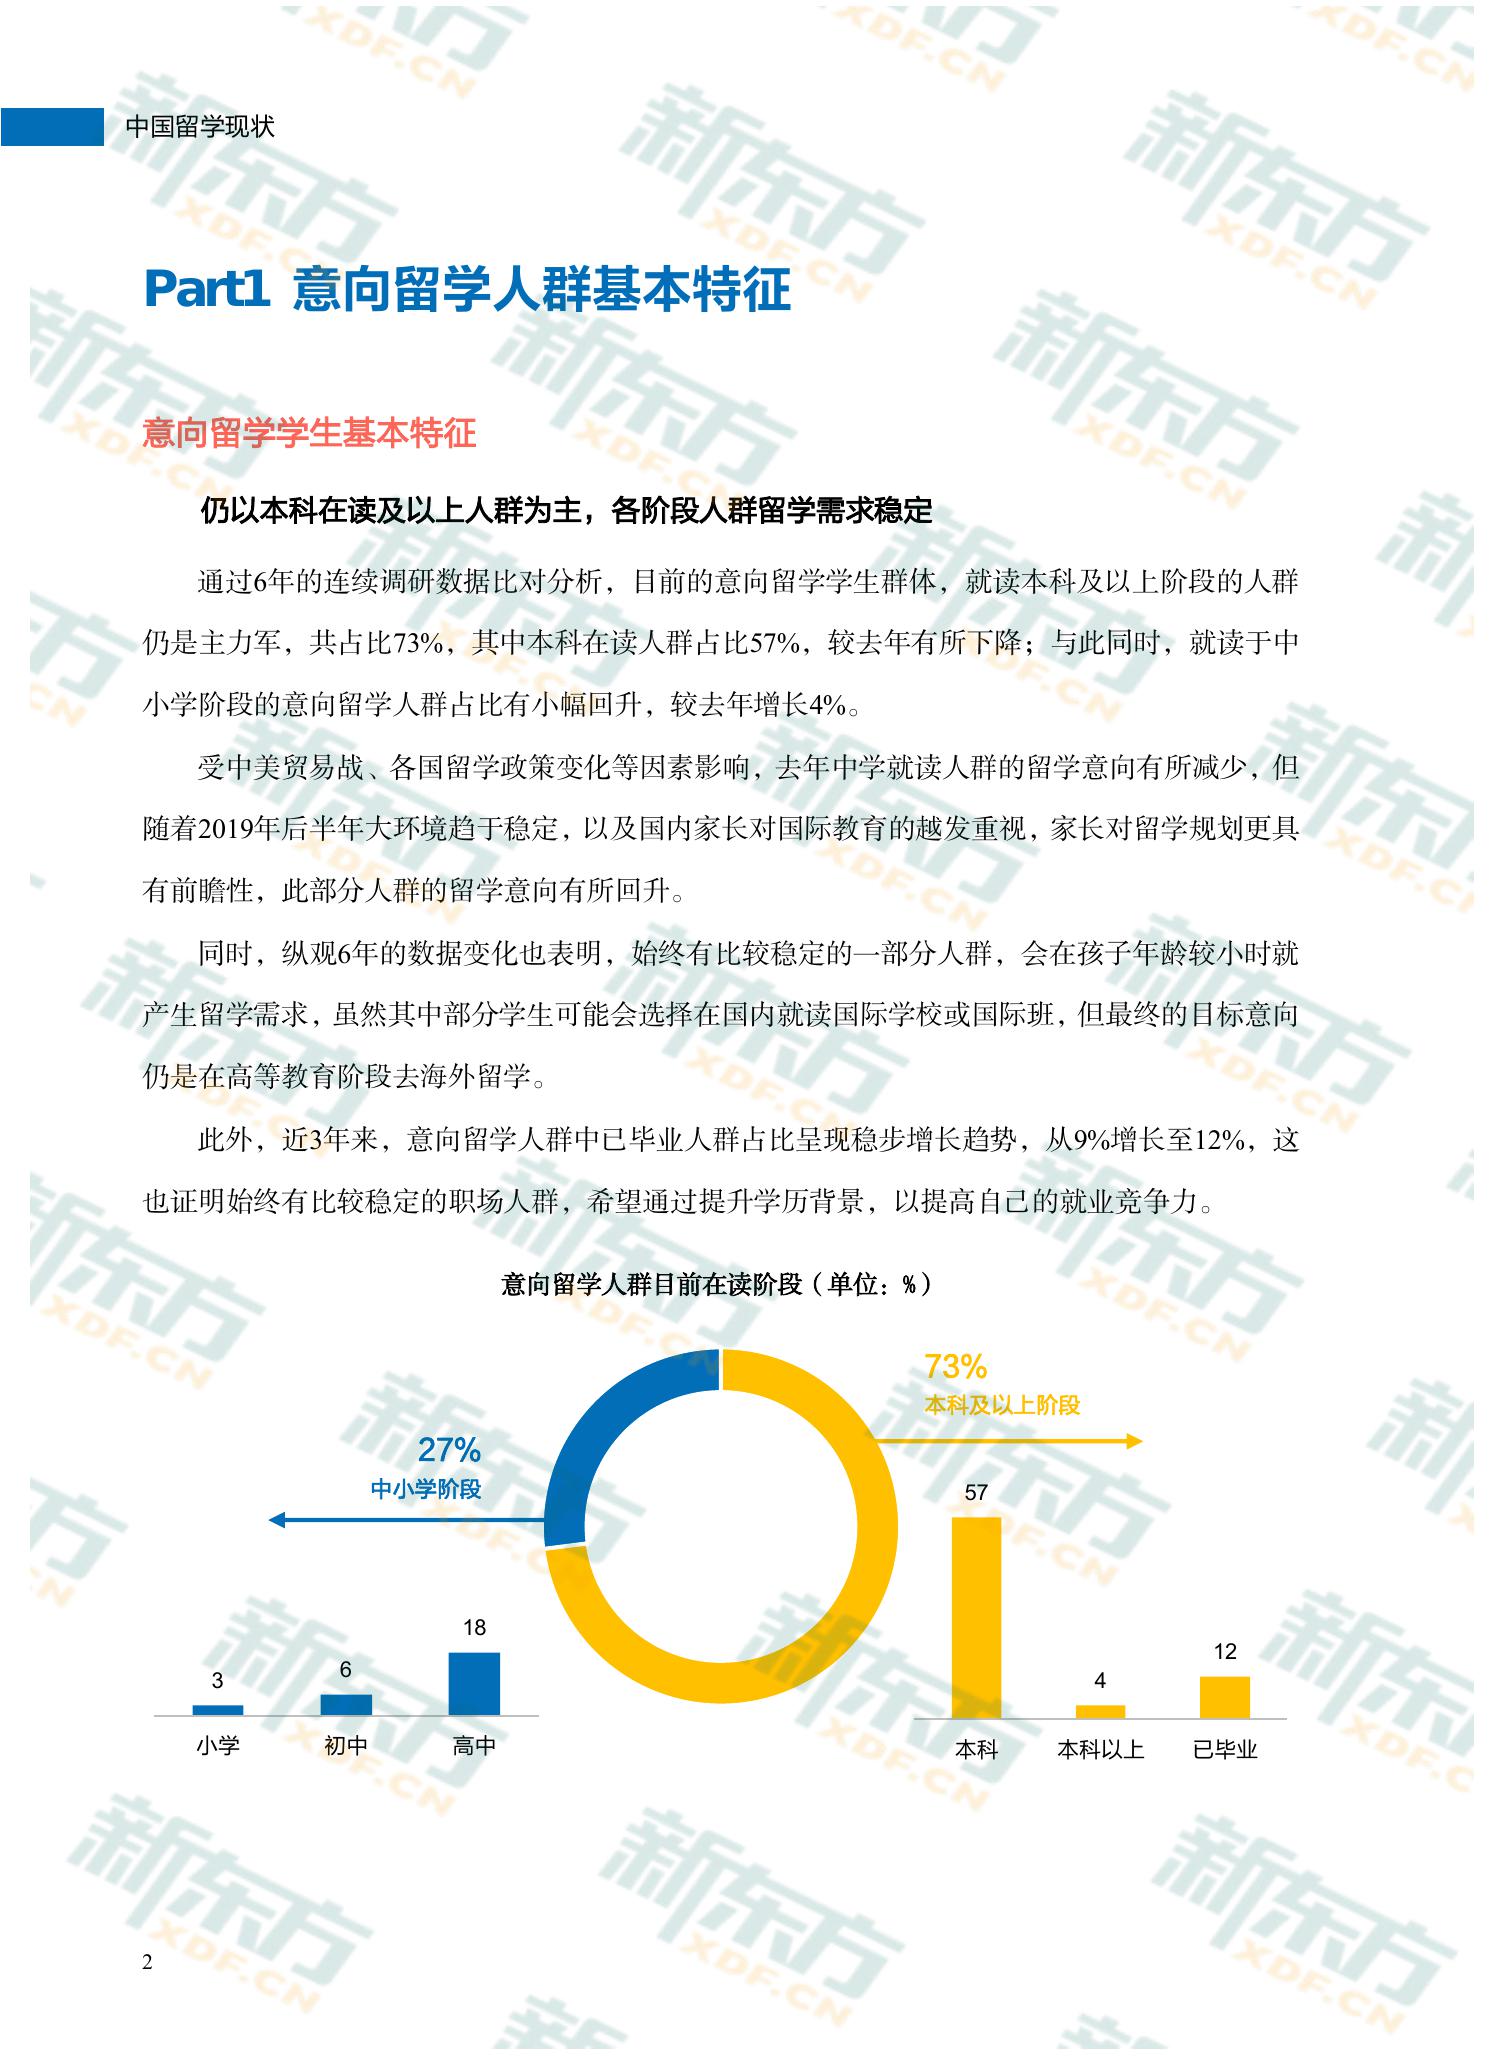 中国留学现状
Part1 意向留学人群基本特征
意向留学学生基本特征
仍以本科在读及以上人群为主，各阶段人群留学需求稳定
通过6年的连续调研数据比对分析，目前的意向留学学生群体，就读本科及以上阶段的人群
仍是主力军，共占比73%，其中本科在读人群占比57%，较去年有所下降；与此同时，就读于中
小学阶段的意向留学人群占比有小幅回升，较去年增长4%。
受中美贸易战、各国留学政策变化等因素影响，去年中学就读人群的留学意向有所减少，但
随着2019年后半年大环境趋于稳定，以及国内家长对国际教育的越发重视，家长对留学规划更具
有前瞻性，此部分人群的留学意向有所回升。
同时，纵观6年的数据变化也表明，始终有比较稳定的一部分人群，会在孩子年龄较小时就
产生留学需求，虽然其中部分学生可能会选择在国内就读国际学校或国际班，但最终的目标意向
仍是在高等教育阶段去海外留学。
此外，近3年来，意向留学人群中已毕业人群占比呈现稳步增长趋势，从9%增长至12%，这
也证明始终有比较稳定的职场人群，希望通过提升学历背景，以提高自己的就业竞争力。
意向留学人群目前在读阶段（单位：%）
73%
本科及以上阶段
27%
中小学阶段
57
18
12
6
3
4
小学 初中 高中
本科 本科以上 已毕业
2
新东方
XDF.CN